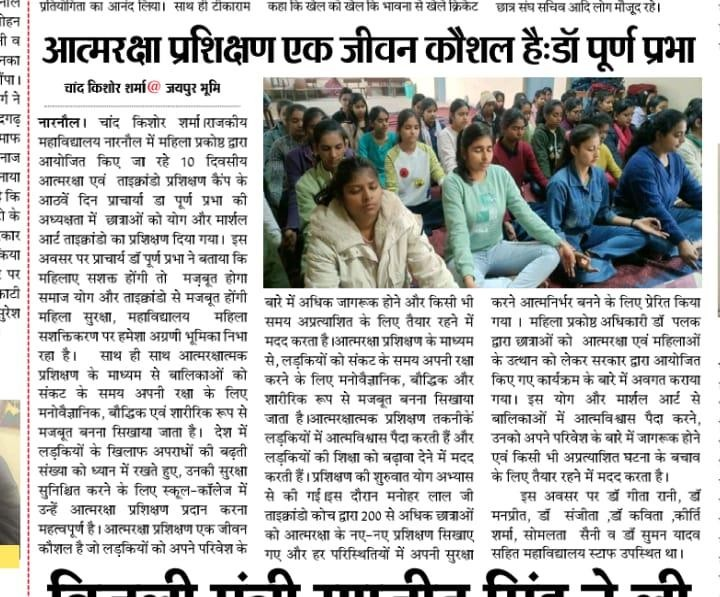 प्रतियोगिता का आनंद लिया। साथ ही टीकाराम
कहा कि खेल को खेल कि भावना से खेले क्रिकेट
छात्र संघ सचिव आदि लोग मौजूद रहे।
आत्मरक्षा प्रशिक्षण एक जीवन कौशल है:डॉ पूर्ण प्रभा
चांद किशोर शर्मा@ जयपुर भूमि
नारनौल। चांद किशोर शर्मा।राजकीय
महाविद्यालय नारनौल में महिला प्रकोष्ठ द्वारा
आयोजित किए जा रहे 10 दिवसीय
आत्मरक्षा एवं ताइक्वांडो प्रशिक्षण कैंप के
आठवें दिन प्राचार्या डा पूर्ण प्रभा की
अध्यक्षता में छात्राओं को योग और मार्शल
आर्ट ताइक्वांडो का प्रशिक्षण दिया गया। इस
अवसर पर प्राचार्य डॉ पूर्ण प्रभा ने बताया कि
महिलाए सशक्त होंगी तो मजबूत होगा
समाज योग और ताइक्वांडो से मजबूत होंगी
महिला सुरक्षा, महाविद्यालय महिला
सशक्तिकरण पर हमेशा अग्रणी भूमिका निभा
रहा है। साथ ही साथ आत्मरक्षात्मक
प्रशिक्षण के माध्यम से बालिकाओं को
संकट के समय अपनी रक्षा के लिए
मनोवैज्ञानिक, बौद्धिक एवं शारीरिक रूप से
मजबूत बनना सिखाया जाता है। देश में
लड़कियों के खिलाफ अपराधों की बढ़ती
संख्या को ध्यान में रखते हुए, उनकी सुरक्षा
सुनिश्चित करने के लिए स्कूल-कॉलेज में
उन्हें आत्मरक्षा प्रशिक्षण प्रदान करना
महत्वपूर्ण है। आत्मरक्षा प्रशिक्षण एक जीवन
कौशल है जो लड़कियों को अपने परिवेश के
बारे में अधिक जागरूक होने और किसी भी
समय अप्रत्याशित के लिए तैयार रहने में
मदद करता है।आत्मरक्षा प्रशिक्षण के माध्यम
से, लड़कियों को संकट के समय अपनी रक्षा
करने के लिए मनोवैज्ञानिक, बौद्धिक और
शारीरिक रूप से मजबूत बनना सिखाया
जाता है।आत्मरक्षात्मक प्रशिक्षण तकनीकें
लड़कियों में आत्मविश्वास पैदा करती हैं और
लड़कियों की शिक्षा को बढ़ावा देने में मदद
करती हैं। प्रशिक्षण की शुरुवात योग अभ्यास
से की गई।इस दौरान मनोहर लाल जी
ताइक्वांडो कोच द्वारा 200 से अधिक छात्राओं
को आत्मरक्षा के नए-नए प्रशिक्षण सिखाए
गए और हर परिस्थितियों में अपनी सुरक्षा
करने आत्मनिर्भर बनने के लिए प्रेरित किया
गया । महिला प्रकोष्ठ अधिकारी डॉ पलक
द्वारा छात्राओं को आत्मरक्षा एवं महिलाओं
के उत्थान को लेकर सरकार द्वारा आयोजित
किए गए कार्यक्रम के बारे में अवगत कराया
गया। इस योग और मार्शल आर्ट से
बालिकाओं में आत्मविश्वास पैदा करने,
उनको अपने परिवेश के बारे में जागरूक होने
एवं किसी भी अप्रत्याशित घटना के बचाव
के लिए तैयार रहने में मदद करता है।
इस अवसर पर डॉ गीता रानी, डॉ
मनप्रीत, डॉ संजीता ,डॉ कविता ,कीर्ति
शर्मा, सोमलता सैनी व डॉ सुमन यादव
सहित महाविद्यालय स्टाफ उपस्थित था।